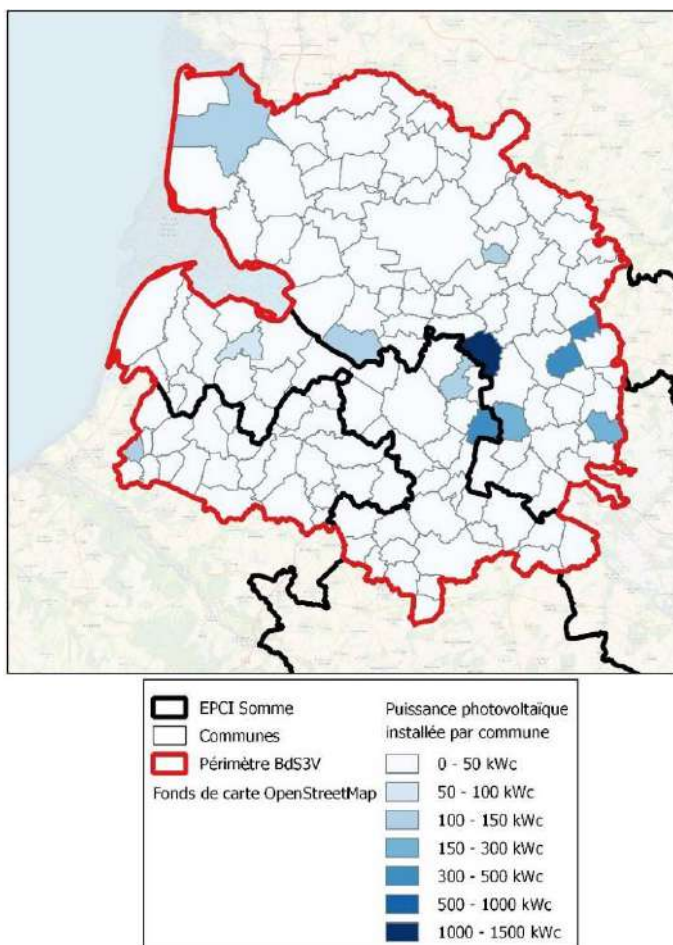 EPCI Somme
Communes
Périmètre BdS3V
Fonds de carte OpenStreetMap
Puissance photovoltaïque
installée par commune
0 - 50 kWc
50 - 100 kWc
100 - 150 kWc
150 - 300 kWc
300 - 500 kWc
500 - 1000 kWc
1000 - 1500 kWc